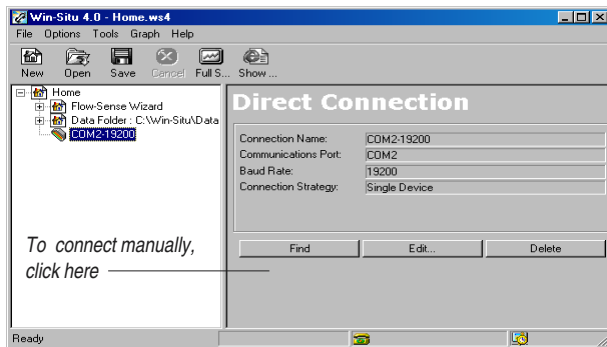 Win-Situ 4.0 - Home.ws4
File Options Tools Graph Help
New Open Save Cancel Full S... Show ...
Home
Flow-Sense Wizard
Data Folder : C:\Win-Situ\Data
COM2-19200
Direct Connection
Connection Name: COM2-19200
Communications Port: COM2
Baud Rate: 19200
Connection Strategy: Single Device
Find Edit... Delete
To connect manually,
click here
Ready